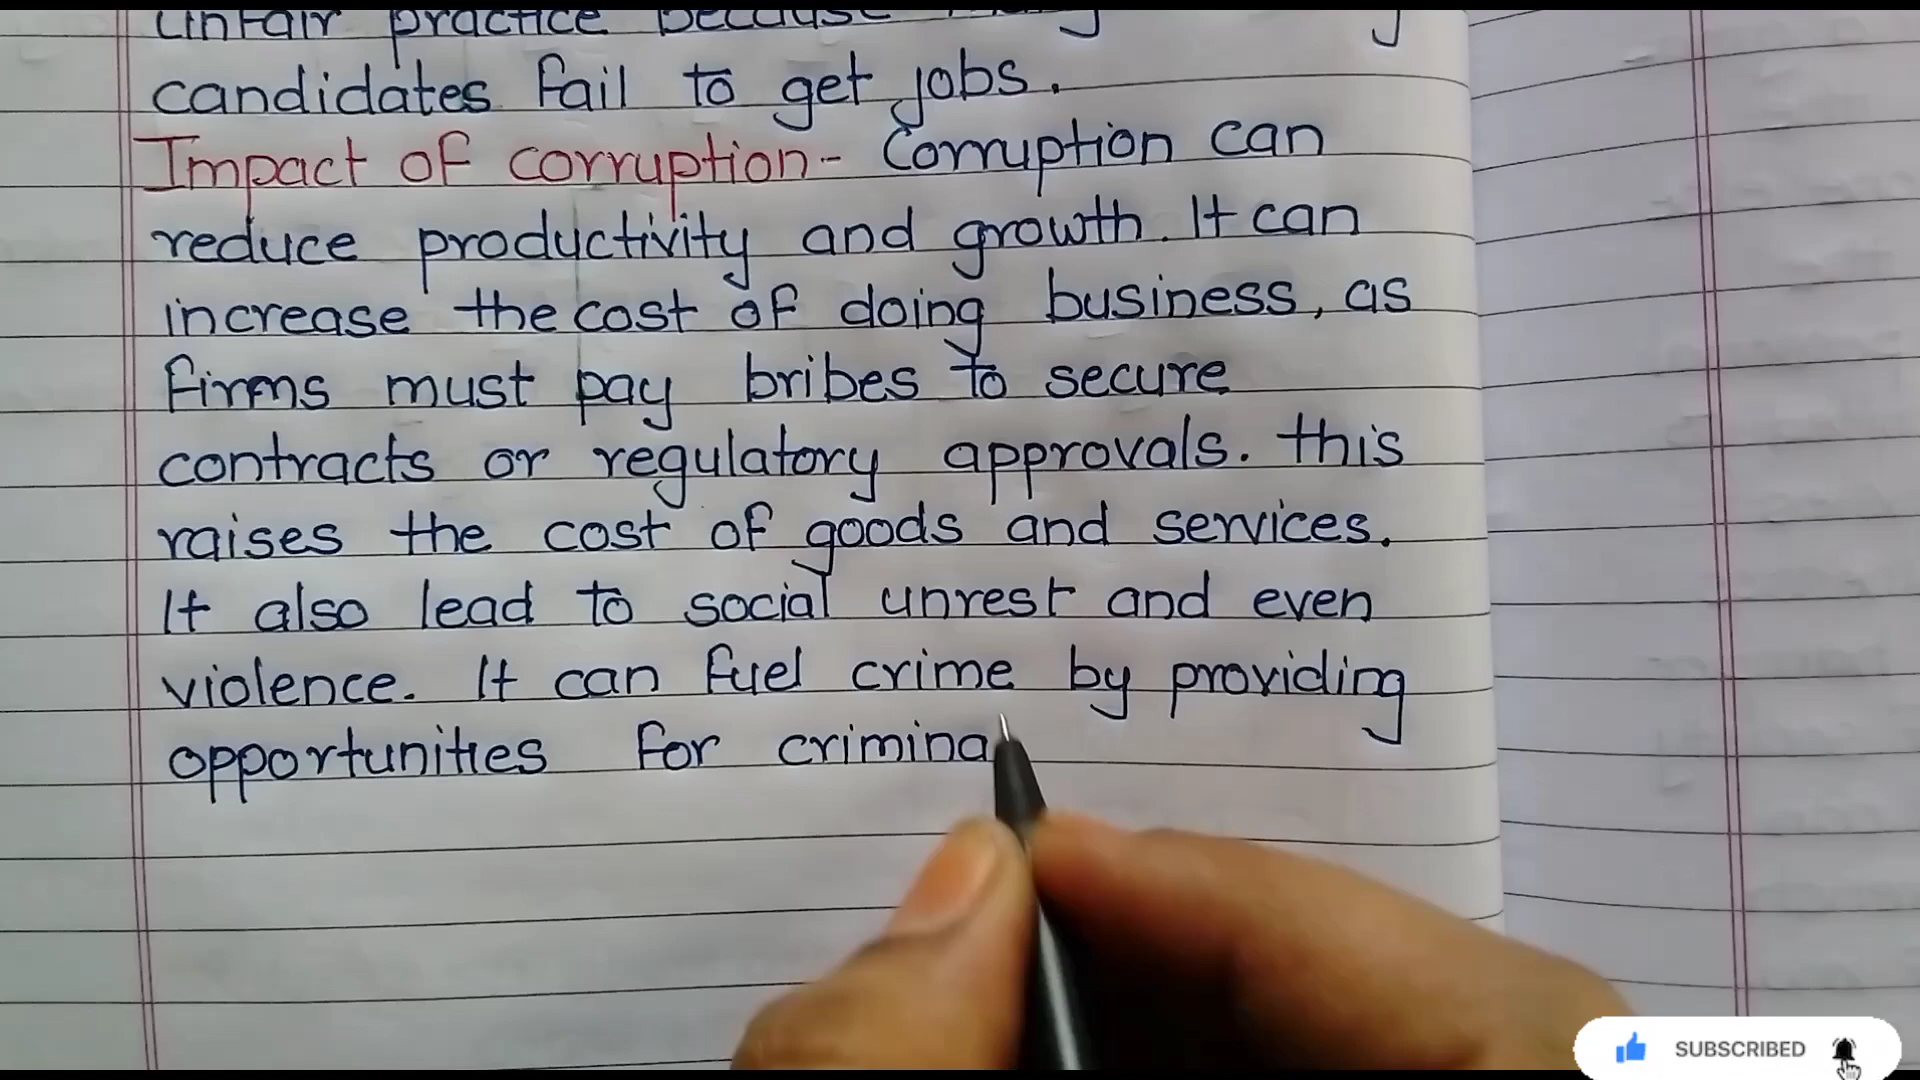 unfair practice because
candidates fail to get jobs.
Impact of corruption- Corruption can
reduce productivity and growth. It can
increase the cost of doing business, as
firms must pay bribes to secure
contracts or regulatory approvals. this
raises the cost of goods and services.
It also lead to social unrest and even
violence. It can fuel crime by providing
opportunities for crimina
SUBSCRIBED